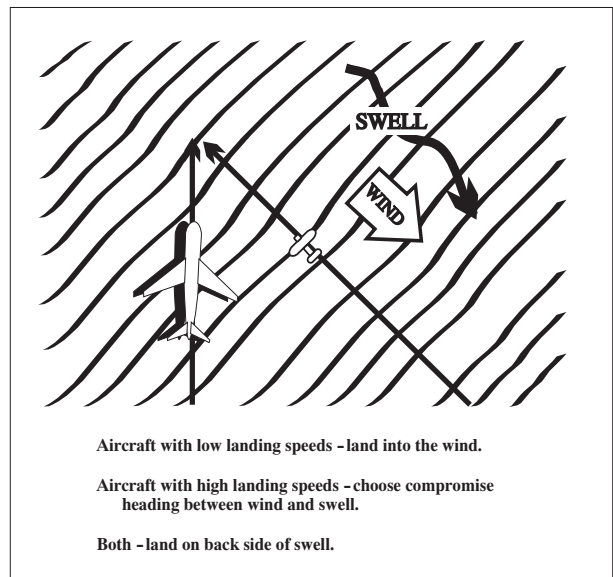 SWELL
WIND
Aircraft with low landing speeds - land into the wind.
Aircraft with high landing speeds - choose compromise
heading between wind and swell.
Both - land on back side of swell.